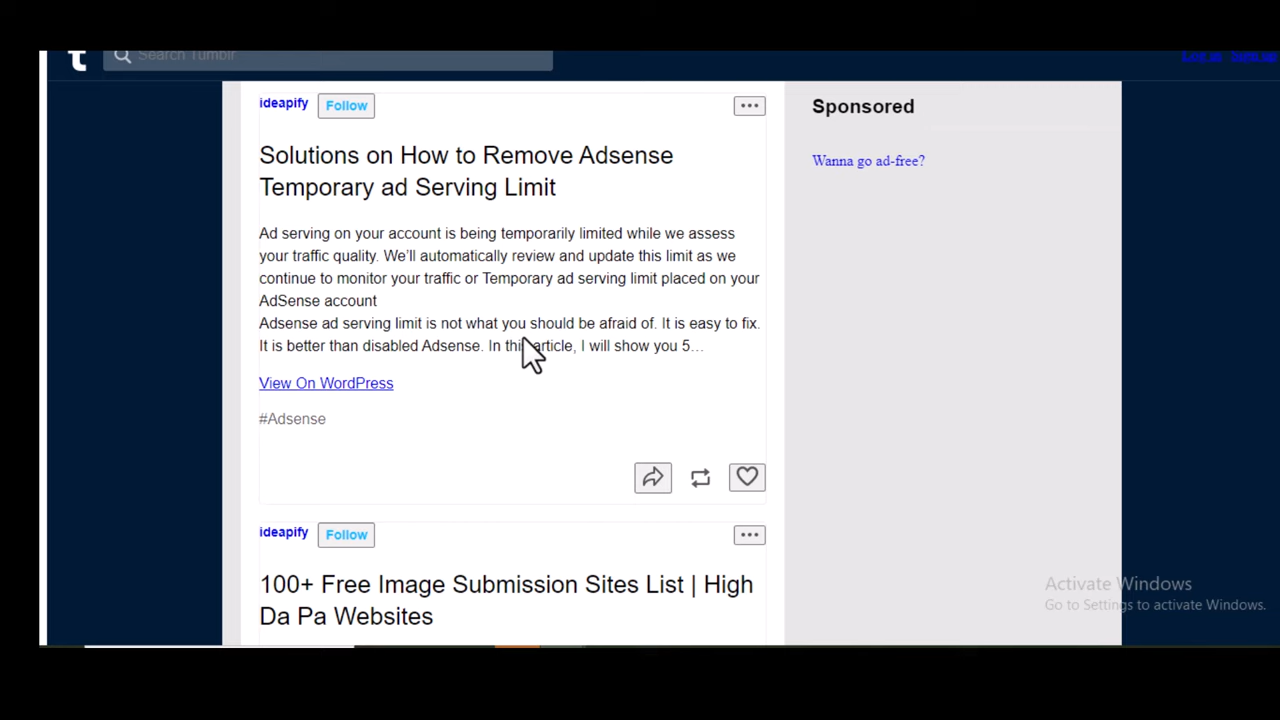 t Search Tumblr
Log in Sign up
ideapify Follow
Solutions on How to Remove Adsense
Temporary ad Serving Limit
Ad serving on your account is being temporarily limited while we assess
your traffic quality. We'll automatically review and update this limit as we
continue to monitor your traffic or Temporary ad serving limit placed on your
AdSense account
Adsense ad serving limit is not what you should be afraid of. It is easy to fix.
It is better than disabled Adsense. In this article, I will show you 5…
View On WordPress
#Adsense
ideapify Follow
100+ Free Image Submission Sites List | High
Da Pa Websites
Sponsored
Wanna go ad-free?
Activate Windows
Go to Settings to activate Windows.